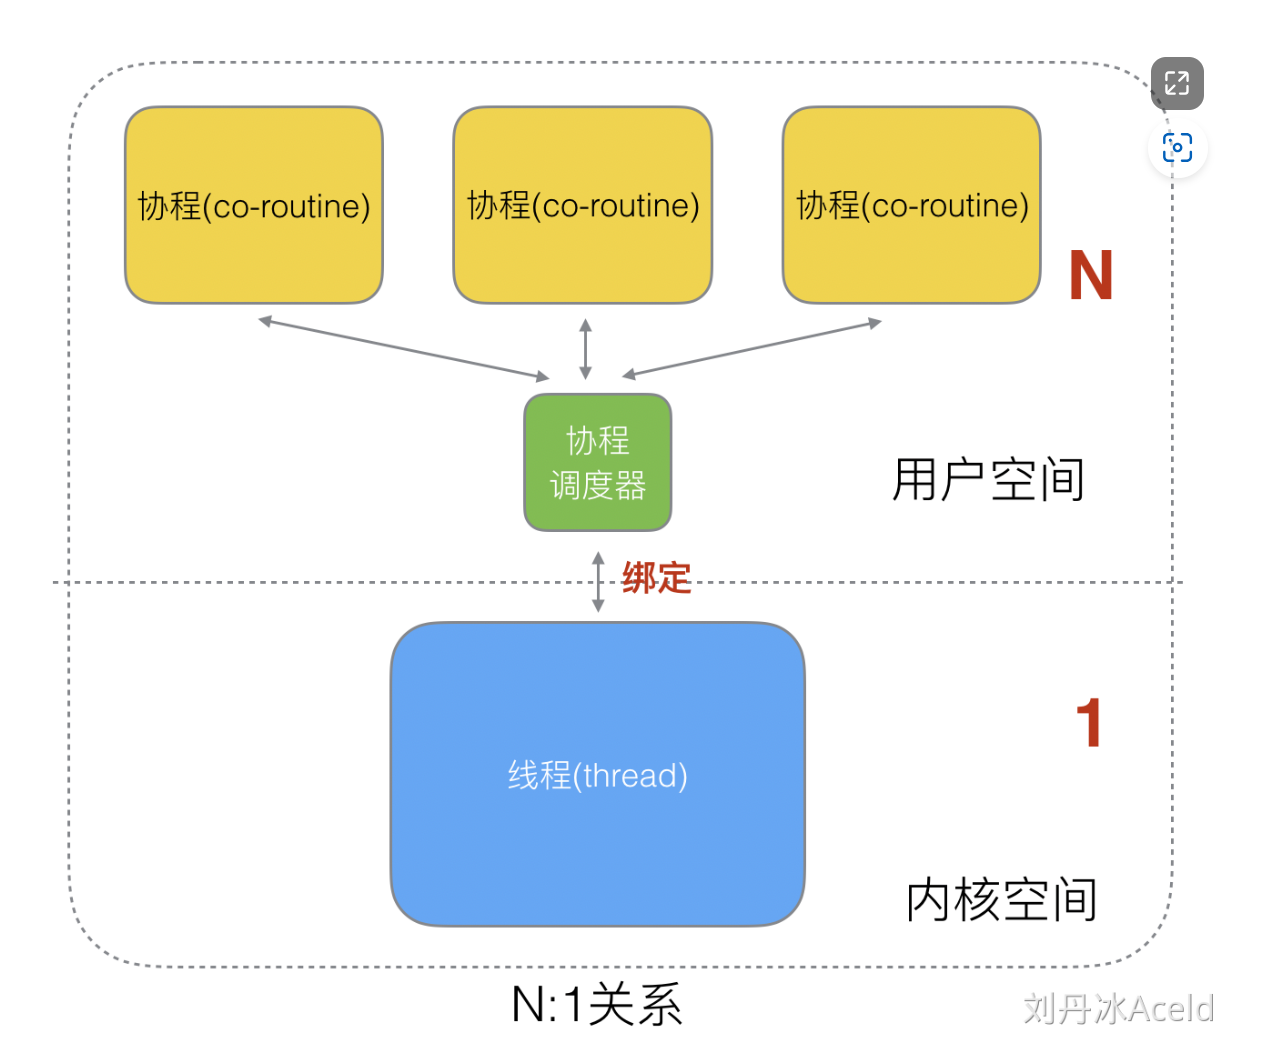 协程(co-routine)
协程(co-routine)
协程(co-routine)
N
协程
调度器
用户空间
绑定
线程(thread)
1
内核空间
N:1关系
刘丹冰Aceld